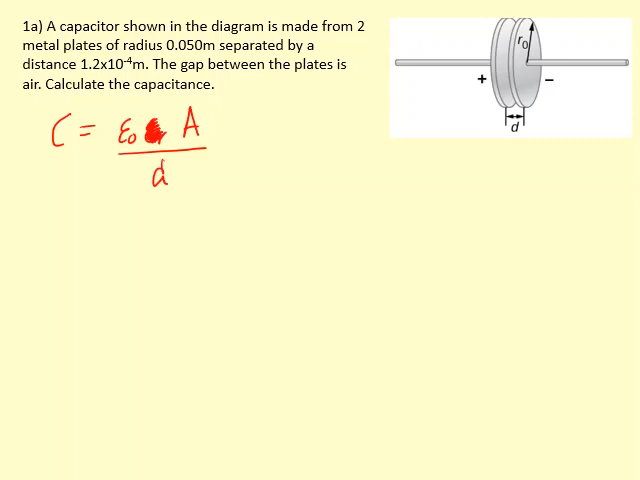 1a) A capacitor shown in the diagram is made from 2
metal plates of radius 0.050m separated by a
distance 1.2x10⁻⁴m. The gap between the plates is
air. Calculate the capacitance.
r₀
+ −
d
C = ε₀ A
d